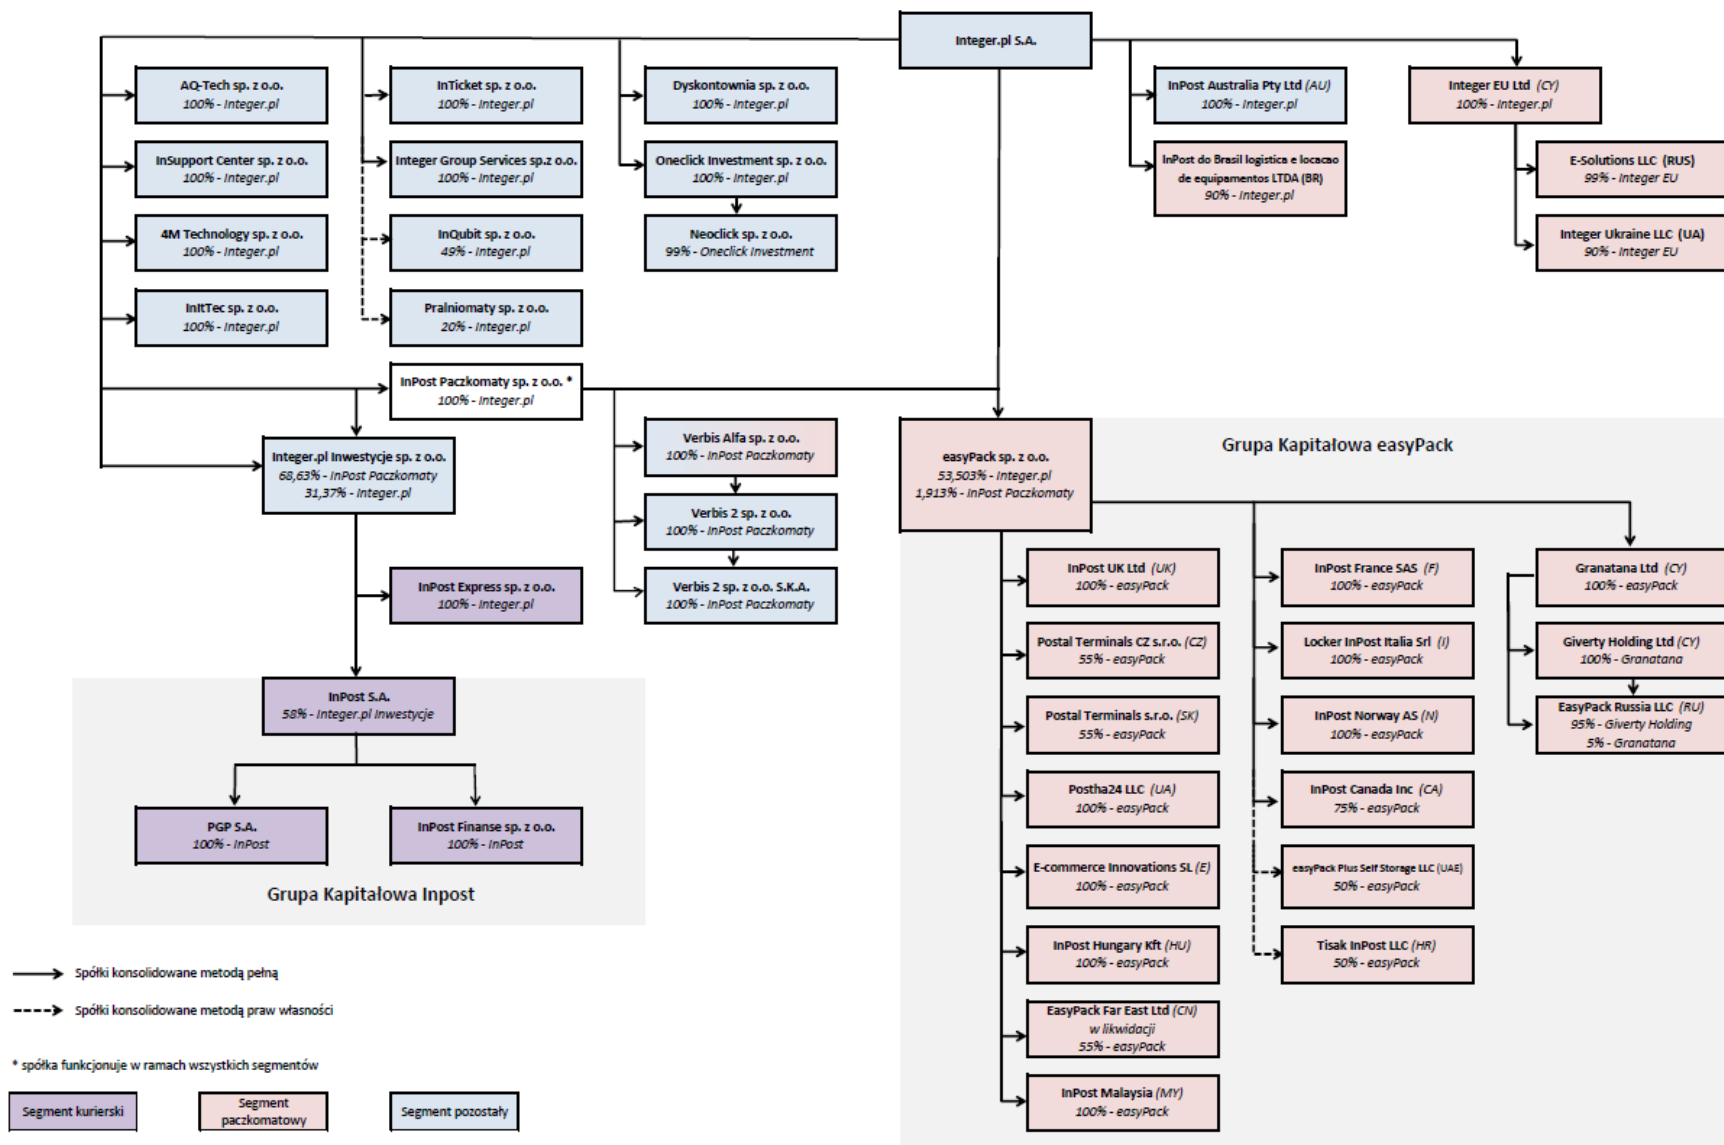 Integer.pl S.A.
AQ-Tech sp. z o.o.
100% - Integer.pl
InTicket sp. z o.o.
100% - Integer.pl
Dyskontownia sp. z o.o.
100% - Integer.pl
InPost Australia Pty Ltd (AU)
100% - Integer.pl
Integer EU Ltd (CY)
100% - Integer.pl
InSupport Center sp. z o.o.
100% - Integer.pl
Integer Group Services sp.z o.o.
100% - Integer.pl
Oneclick Investment sp. z o.o.
100% - Integer.pl
InPost do Brasil logistica e locacao
de equipamentos LTDA (BR)
90% - Integer.pl
E-Solutions LLC (RUS)
99% - Integer EU
4M Technology sp. z o.o.
100% - Integer.pl
InQubit sp. z o.o.
49% - Integer.pl
Neoclick sp. z o.o.
99% - Oneclick Investment
Integer Ukraine LLC (UA)
90% - Integer EU
InItTec sp. z o.o.
100% - Integer.pl
Pralniomaty sp. z o.o.
20% - Integer.pl
InPost Paczkomaty sp. z o.o. *
100% - Integer.pl
Integer.pl Inwestycje sp. z o.o.
68,63% - InPost Paczkomaty
31,37% - Integer.pl
Verbis Alfa sp. z o.o.
100% - InPost Paczkomaty
easyPack sp. z o.o.
53,503% - Integer.pl
1,913% - InPost Paczkomaty
Grupa Kapitałowa easyPack
Verbis 2 sp. z o.o.
100% - InPost Paczkomaty
InPost Express sp. z o.o.
100% - Integer.pl
Verbis 2 sp. z o.o. S.K.A.
100% - InPost Paczkomaty
InPost UK Ltd (UK)
100% - easyPack
InPost France SAS (F)
100% - easyPack
Granatana Ltd (CY)
100% - easyPack
Postal Terminals CZ s.r.o. (CZ)
55% - easyPack
Locker InPost Italia Srl (I)
100% - easyPack
Giverty Holding Ltd (CY)
100% - Granatana
InPost S.A.
58% - Integer.pl Inwestycje
Postal Terminals s.r.o. (SK)
55% - easyPack
InPost Norway AS (N)
100% - easyPack
EasyPack Russia LLC (RU)
95% - Giverty Holding
5% - Granatana
PGP S.A.
100% - InPost
InPost Finanse sp. z o.o.
100% - InPost
Postha24 LLC (UA)
100% - easyPack
InPost Canada Inc (CA)
75% - easyPack
Grupa Kapitałowa Inpost
E-commerce Innovations SL (E)
100% - easyPack
easyPack Plus Self Storage LLC (UAE)
50% - easyPack
InPost Hungary Kft (HU)
100% - easyPack
Tisak InPost LLC (HR)
50% - easyPack
Spółki konsolidowane metodą pełną
Spółki konsolidowane metodą praw własności
EasyPack Far East Ltd (CN)
w likwidacji
55% - easyPack
* spółka funkcjonuje w ramach wszystkich segmentów
InPost Malaysia (MY)
100% - easyPack
Segment kurierski
Segment
paczkomatowy
Segment pozostały